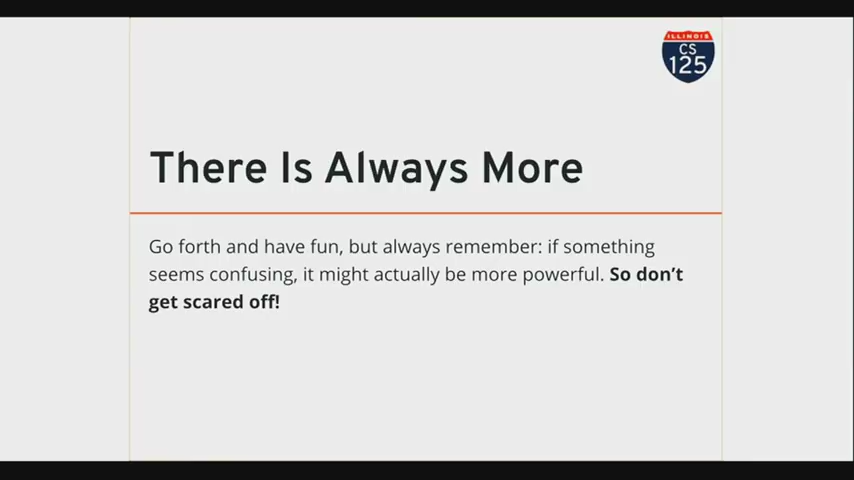 ILLINOIS
CS
125
There Is Always More
Go forth and have fun, but always remember: if something
seems confusing, it might actually be more powerful. So don't
get scared off!